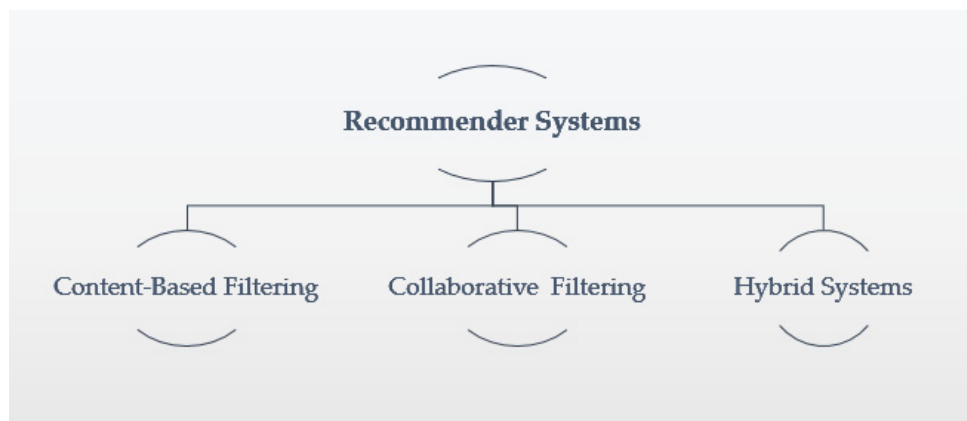 Recommender Systems
Content-Based Filtering
Collaborative Filtering
Hybrid Systems